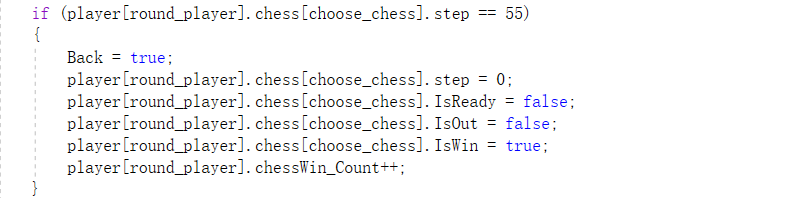 if (player[round_player].chess[choose_chess].step == 55)
{
Back = true;
player[round_player].chess[choose_chess].step = 0;
player[round_player].chess[choose_chess].IsReady = false;
player[round_player].chess[choose_chess].IsOut = false;
player[round_player].chess[choose_chess].IsWin = true;
player[round_player].chessWin_Count++;
}